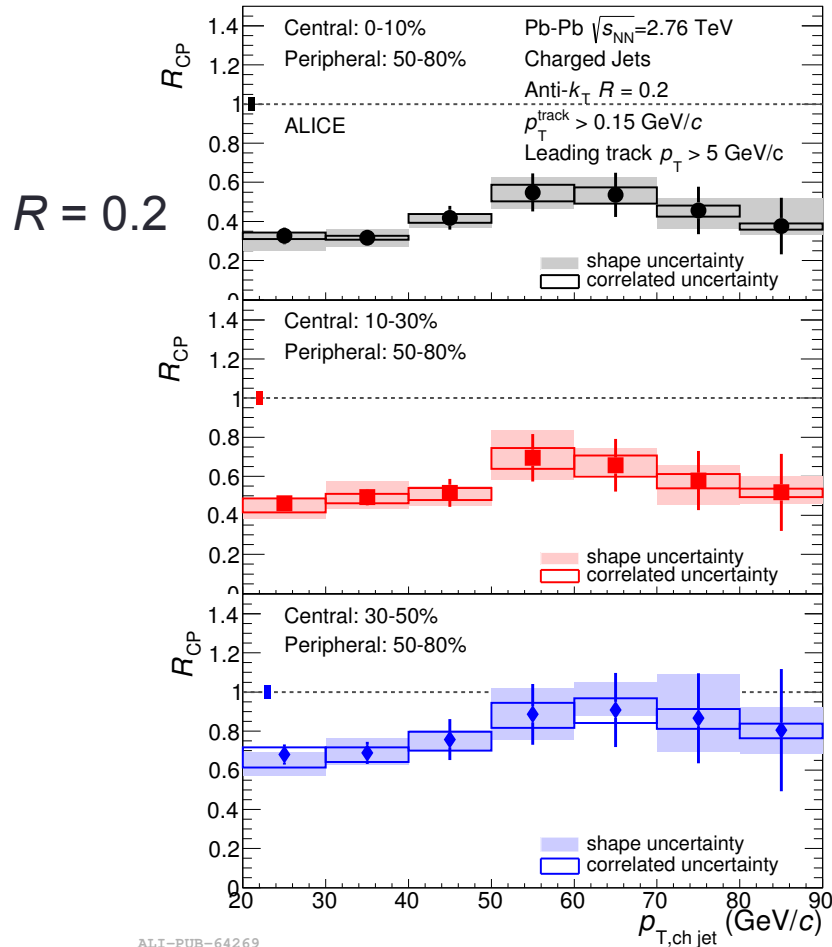 R = 0.2
R_CP
1.4
1.2
1
0.8
0.6
0.4
0.2
0
Central: 0-10%
Peripheral: 50-80%
ALICE
Pb-Pb √s_NN=2.76 TeV
Charged Jets
Anti-k_T R = 0.2
p_T^track > 0.15 GeV/c
Leading track p_T > 5 GeV/c
shape uncertainty
correlated uncertainty
R_CP
1.4
1.2
1
0.8
0.6
0.4
0.2
0
Central: 10-30%
Peripheral: 50-80%
shape uncertainty
correlated uncertainty
R_CP
1.4
1.2
1
0.8
0.6
0.4
0.2
0
Central: 30-50%
Peripheral: 50-80%
shape uncertainty
correlated uncertainty
20 30 40 50 60 70 80 90
p_T,ch jet (GeV/c)
ALI-PUB-64269